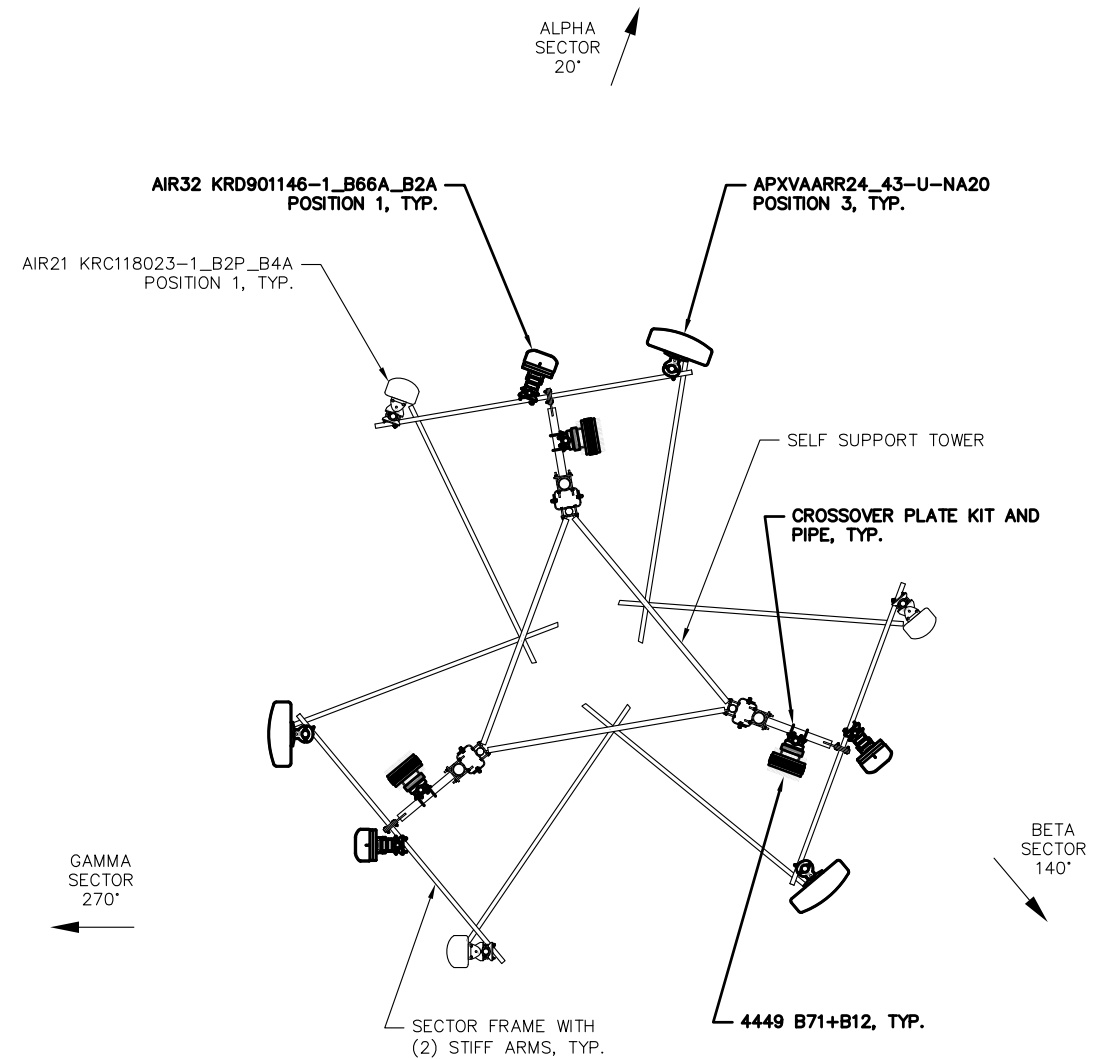 ALPHA
SECTOR
20°
AIR32 KRD901146-1_B66A_B2A
POSITION 1, TYP.
APXVAARR24_43-U-NA20
POSITION 3, TYP.
AIR21 KRC118023-1_B2P_B4A
POSITION 1, TYP.
SELF SUPPORT TOWER
CROSSOVER PLATE KIT AND
PIPE, TYP.
BETA
SECTOR
140°
GAMMA
SECTOR
270°
SECTOR FRAME WITH
(2) STIFF ARMS, TYP.
4449 B71+B12, TYP.